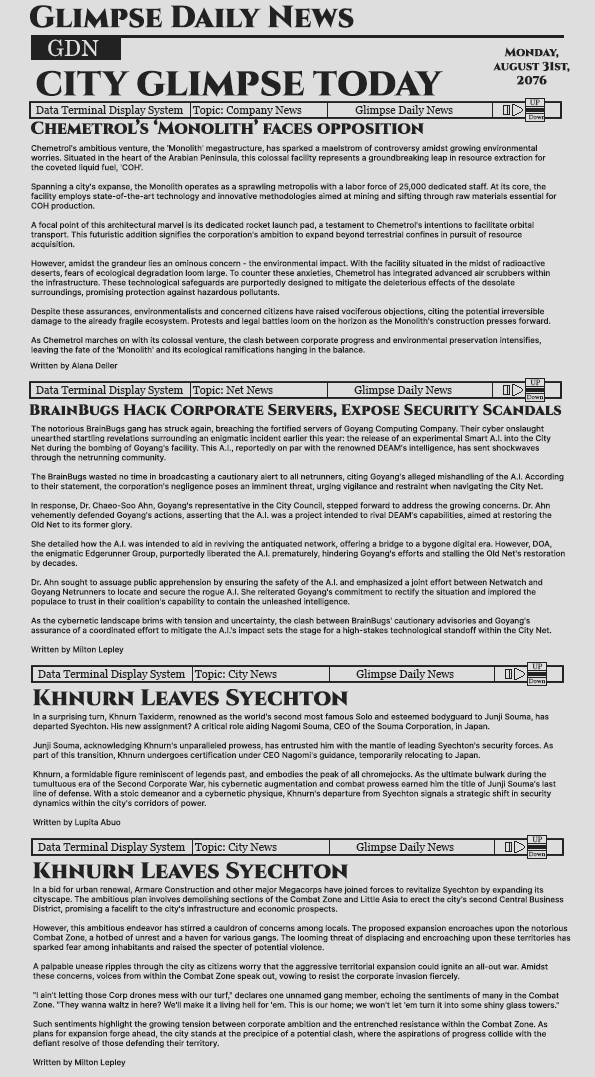 Glimpse Daily News
GDN
Monday,
August 31st,
2076
City Glimpse Today
Data Terminal Display System Topic: Company News Glimpse Daily News UP Down
Chemetrol's 'Monolith' faces opposition
Chemetrol's ambitious venture, the 'Monolith' megastructure, has sparked a maelstrom of controversy amidst growing environmental
worries. Situated in the heart of the Arabian Peninsula, this colossal facility represents a groundbreaking leap in resource extraction for
the coveted liquid fuel, 'COH'.
Spanning a city's expanse, the Monolith operates as a sprawling metropolis with a labor force of 25,000 dedicated staff. At its core, the
facility employs state-of-the-art technology and innovative methodologies aimed at mining and sifting through raw materials essential for
COH production.
A focal point of this architectural marvel is its dedicated rocket launch pad, a testament to Chemetrol's intentions to facilitate orbital
transport. This futuristic addition signifies the corporation's ambition to expand beyond terrestrial confines in pursuit of resource
acquisition.
However, amidst the grandeur lies an ominous concern - the environmental impact. With the facility situated in the midst of radioactive
deserts, fears of ecological degradation loom large. To counter these anxieties, Chemetrol has integrated advanced air scrubbers within
the infrastructure. These technological safeguards are purportedly designed to mitigate the deleterious effects of the desolate
surroundings, promising protection against hazardous pollutants.
Despite these assurances, environmentalists and concerned citizens have raised vociferous objections, citing the potential irreversible
damage to the already fragile ecosystem. Protests and legal battles loom on the horizon as the Monolith's construction presses forward.
As Chemetrol marches on with its colossal venture, the clash between corporate progress and environmental preservation intensifies,
leaving the fate of the 'Monolith' and its ecological ramifications hanging in the balance.
Written by Alana Deller
Data Terminal Display System Topic: Net News Glimpse Daily News UP Down
BrainBugs Hack Corporate Servers, Expose Security Scandals
The notorious BrainBugs gang has struck again, breaching the fortified servers of Goyang Computing Company. Their cyber onslaught
unearthed startling revelations surrounding an enigmatic incident earlier this year: the release of an experimental Smart A.I. into the City
Net during the bombing of Goyang's facility. This A.I., reportedly on par with the renowned DEAM's intelligence, has sent shockwaves
through the netrunning community.
The BrainBugs wasted no time in broadcasting a cautionary alert to all netrunners, citing Goyang's alleged mishandling of the A.I. According
to their statement, the corporation's negligence poses an imminent threat, urging vigilance and restraint when navigating the City Net.
In response, Dr. Chaeo-Soo Ahn, Goyang's representative in the City Council, stepped forward to address the growing concerns. Dr. Ahn
vehemently defended Goyang's actions, asserting that the A.I. was a project intended to rival DEAM's capabilities, aimed at restoring the
Old Net to its former glory.
She detailed how the A.I. was intended to aid in reviving the antiquated network, offering a bridge to a bygone digital era. However, DOA,
the enigmatic Edgerunner Group, purportedly liberated the A.I. prematurely, hindering Goyang's efforts and stalling the Old Net's restoration
by decades.
Dr. Ahn sought to assuage public apprehension by ensuring the safety of the A.I. and emphasized a joint effort between Netwatch and
Goyang Netrunners to locate and secure the rogue A.I. She reiterated Goyang's commitment to rectify the situation and implored the
populace to trust in their coalition's capability to contain the unleashed intelligence.
As the cybernetic landscape brims with tension and uncertainty, the clash between BrainBugs' cautionary advisories and Goyang's
assurance of a coordinated effort to mitigate the A.I.'s impact sets the stage for a high-stakes technological standoff within the City Net.
Written by Milton Lepley
Data Terminal Display System Topic: City News Glimpse Daily News UP Down
Khnurn Leaves Syechton
In a surprising turn, Khnurn Taxiderm, renowned as the world's second most famous Solo and esteemed bodyguard to Junji Souma, has
departed Syechton. His new assignment? A critical role aiding Nagomi Souma, CEO of the Souma Corporation, in Japan.
Junji Souma, acknowledging Khnurn's unparalleled prowess, has entrusted him with the mantle of leading Syechton's security forces. As
part of this transition, Khnurn undergoes certification under CEO Nagomi's guidance, temporarily relocating to Japan.
Khnurn, a formidable figure reminiscent of legends past, and embodies the peak of all chromejocks. As the ultimate bulwark during the
tumultuous era of the Second Corporate War, his cybernetic augmentation and combat prowess earned him the title of Junji Souma's last
line of defense. With a stoic demeanor and a cybernetic physique, Khnurn's departure from Syechton signals a strategic shift in security
dynamics within the city's corridors of power.
Written by Lupita Abuo
Data Terminal Display System Topic: City News Glimpse Daily News UP Down
Khnurn Leaves Syechton
In a bid for urban renewal, Armare Construction and other major Megacorps have joined forces to revitalize Syechton by expanding its
cityscape. The ambitious plan involves demolishing sections of the Combat Zone and Little Asia to erect the city's second Central Business
District, promising a facelift to the city's infrastructure and economic prospects.
However, this ambitious endeavor has stirred a cauldron of concerns among locals. The proposed expansion encroaches upon the notorious
Combat Zone, a hotbed of unrest and a haven for various gangs. The looming threat of displacing and encroaching upon these territories has
sparked fear among inhabitants and raised the specter of potential violence.
A palpable unease ripples through the city as citizens worry that the aggressive territorial expansion could ignite an all-out war. Amidst
these concerns, voices from within the Combat Zone speak out, vowing to resist the corporate invasion fiercely.
"I ain't letting those Corp drones mess with our turf," declares one unnamed gang member, echoing the sentiments of many in the Combat
Zone. "They wanna waltz in here? We'll make it a living hell for 'em. This is our home; we won't let 'em turn it into some shiny glass towers."
Such sentiments highlight the growing tension between corporate ambition and the entrenched resistance within the Combat Zone. As
plans for expansion forge ahead, the city stands at the precipice of a potential clash, where the aspirations of progress collide with the
defiant resolve of those defending their territory.
Written by Milton Lepley